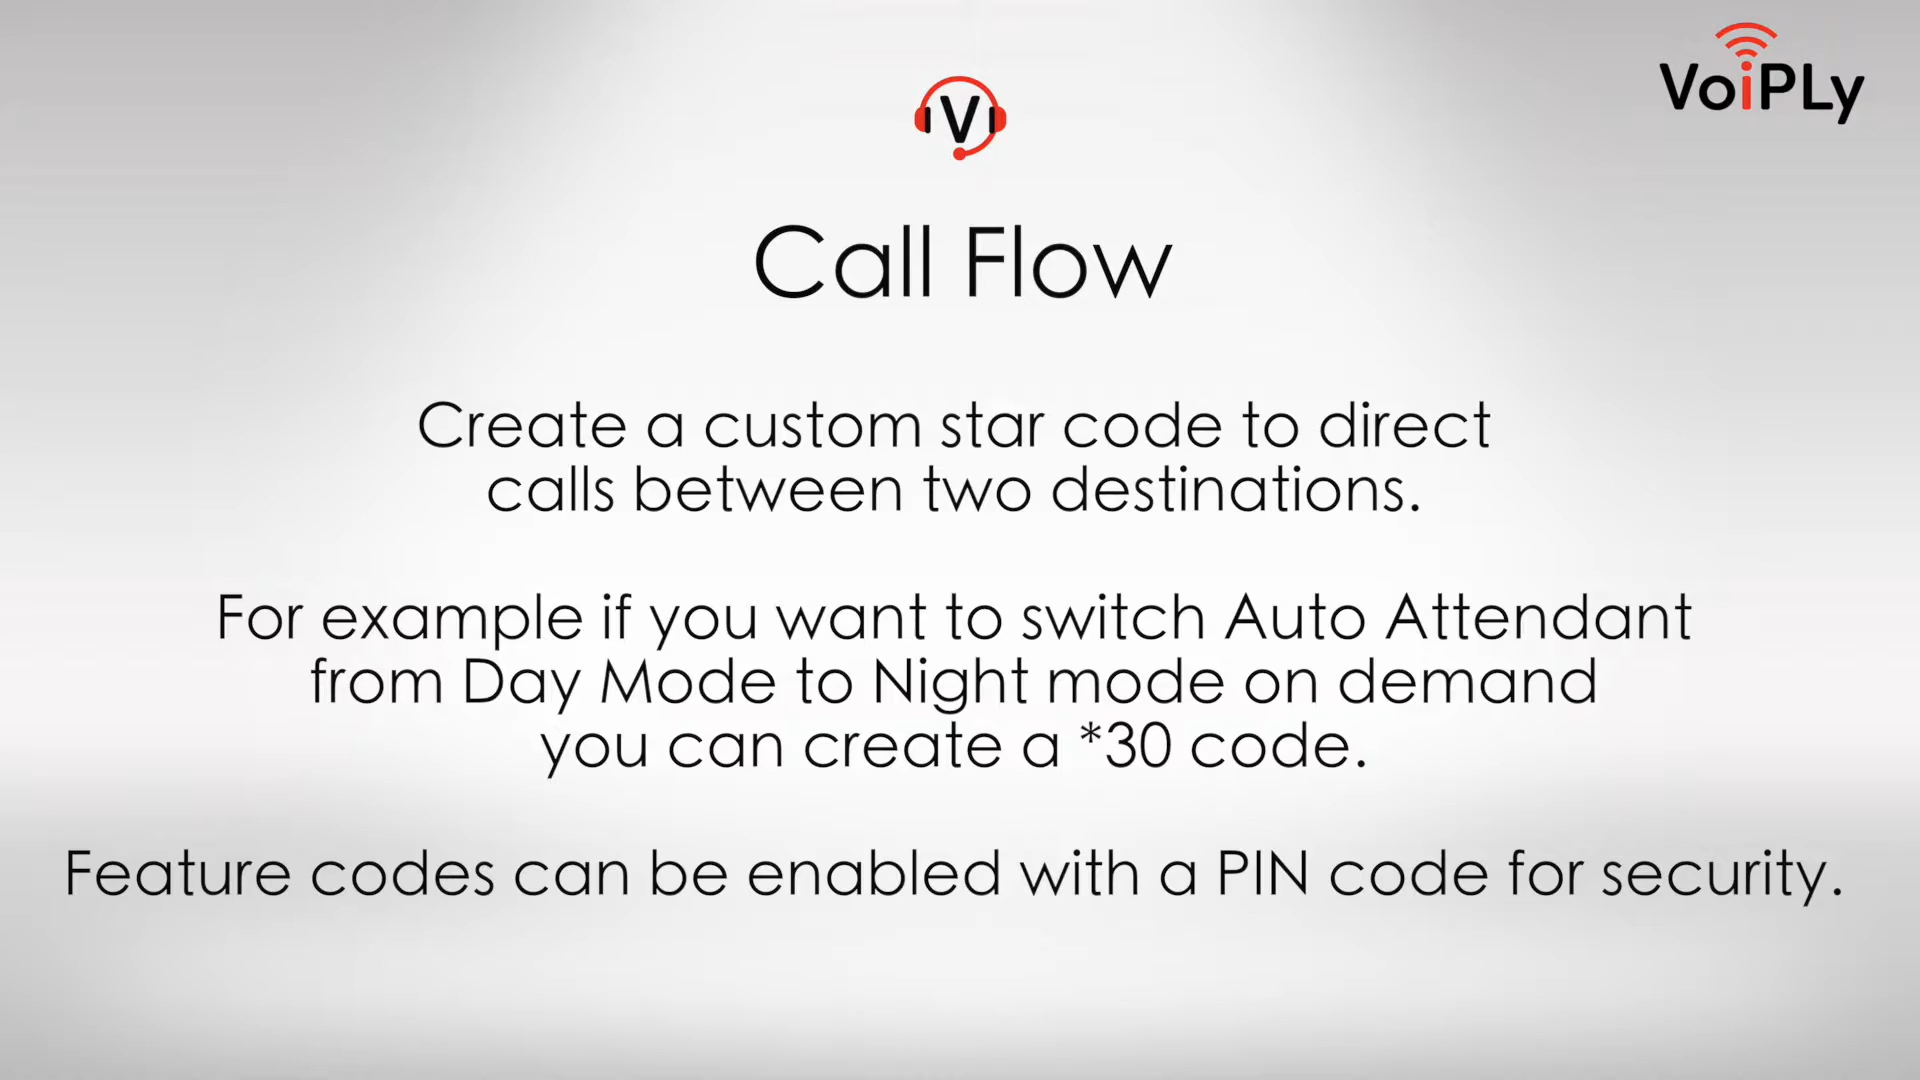 VoiPLy
V
Call Flow
Create a custom star code to direct
calls between two destinations.
For example if you want to switch Auto Attendant
from Day Mode to Night mode on demand
you can create a *30 code.
Feature codes can be enabled with a PIN code for security.